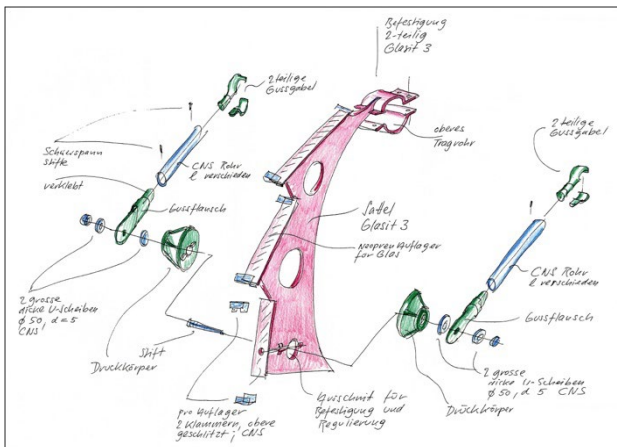 Befestigung
2-teilig
Glasit 3
2 teilige
Gussgabel
oberes
Tragrohr
2 teilige
Gussgabel
Schwerspann
stifte
CNS Rohr
l verschieden
verklebt
Gussflausch
Sattel
Glasit 3
Neopren Auflager
für Glas
CNS Rohr
l verschieden
Gussflausch
2 grosse
dicke U-Scheiben
ϕ 50, d = 5
CNS
Druckkörper
Stift
pro Auflager
2 Klammern, obere
geschlitzt; CNS
Ausschnitt für
Befestigung und
Regulierung
2 grosse
dicke U-Scheiben
ϕ 50, d 5 CNS
Drückkörper